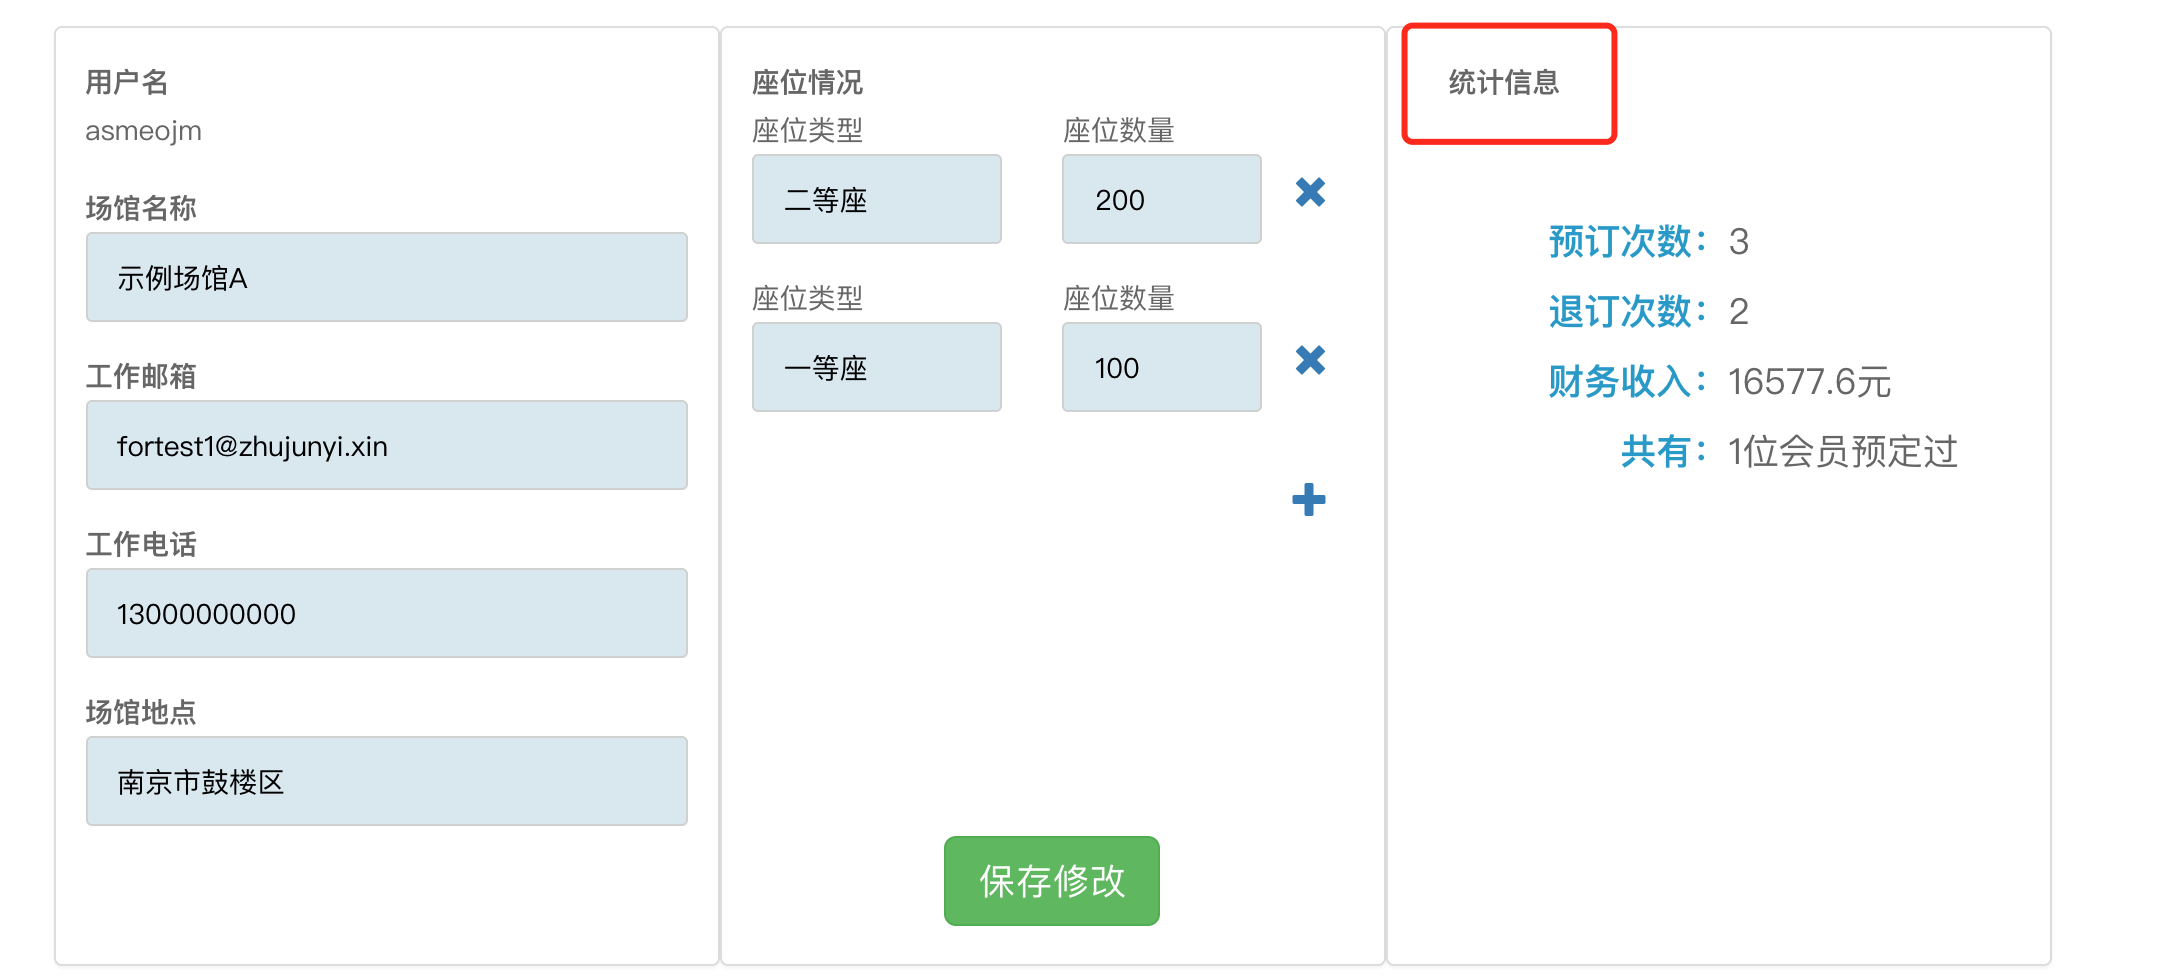 用户名
asmeojm
场馆名称
示例场馆A
工作邮箱
fortest1@zhujunyi.xin
工作电话
13000000000
场馆地点
南京市鼓楼区
座位情况
座位类型 座位数量
二等座 200
座位类型 座位数量
一等座 100
保存修改
统计信息
预订次数：3
退订次数：2
财务收入：16577.6元
共有：1位会员预定过